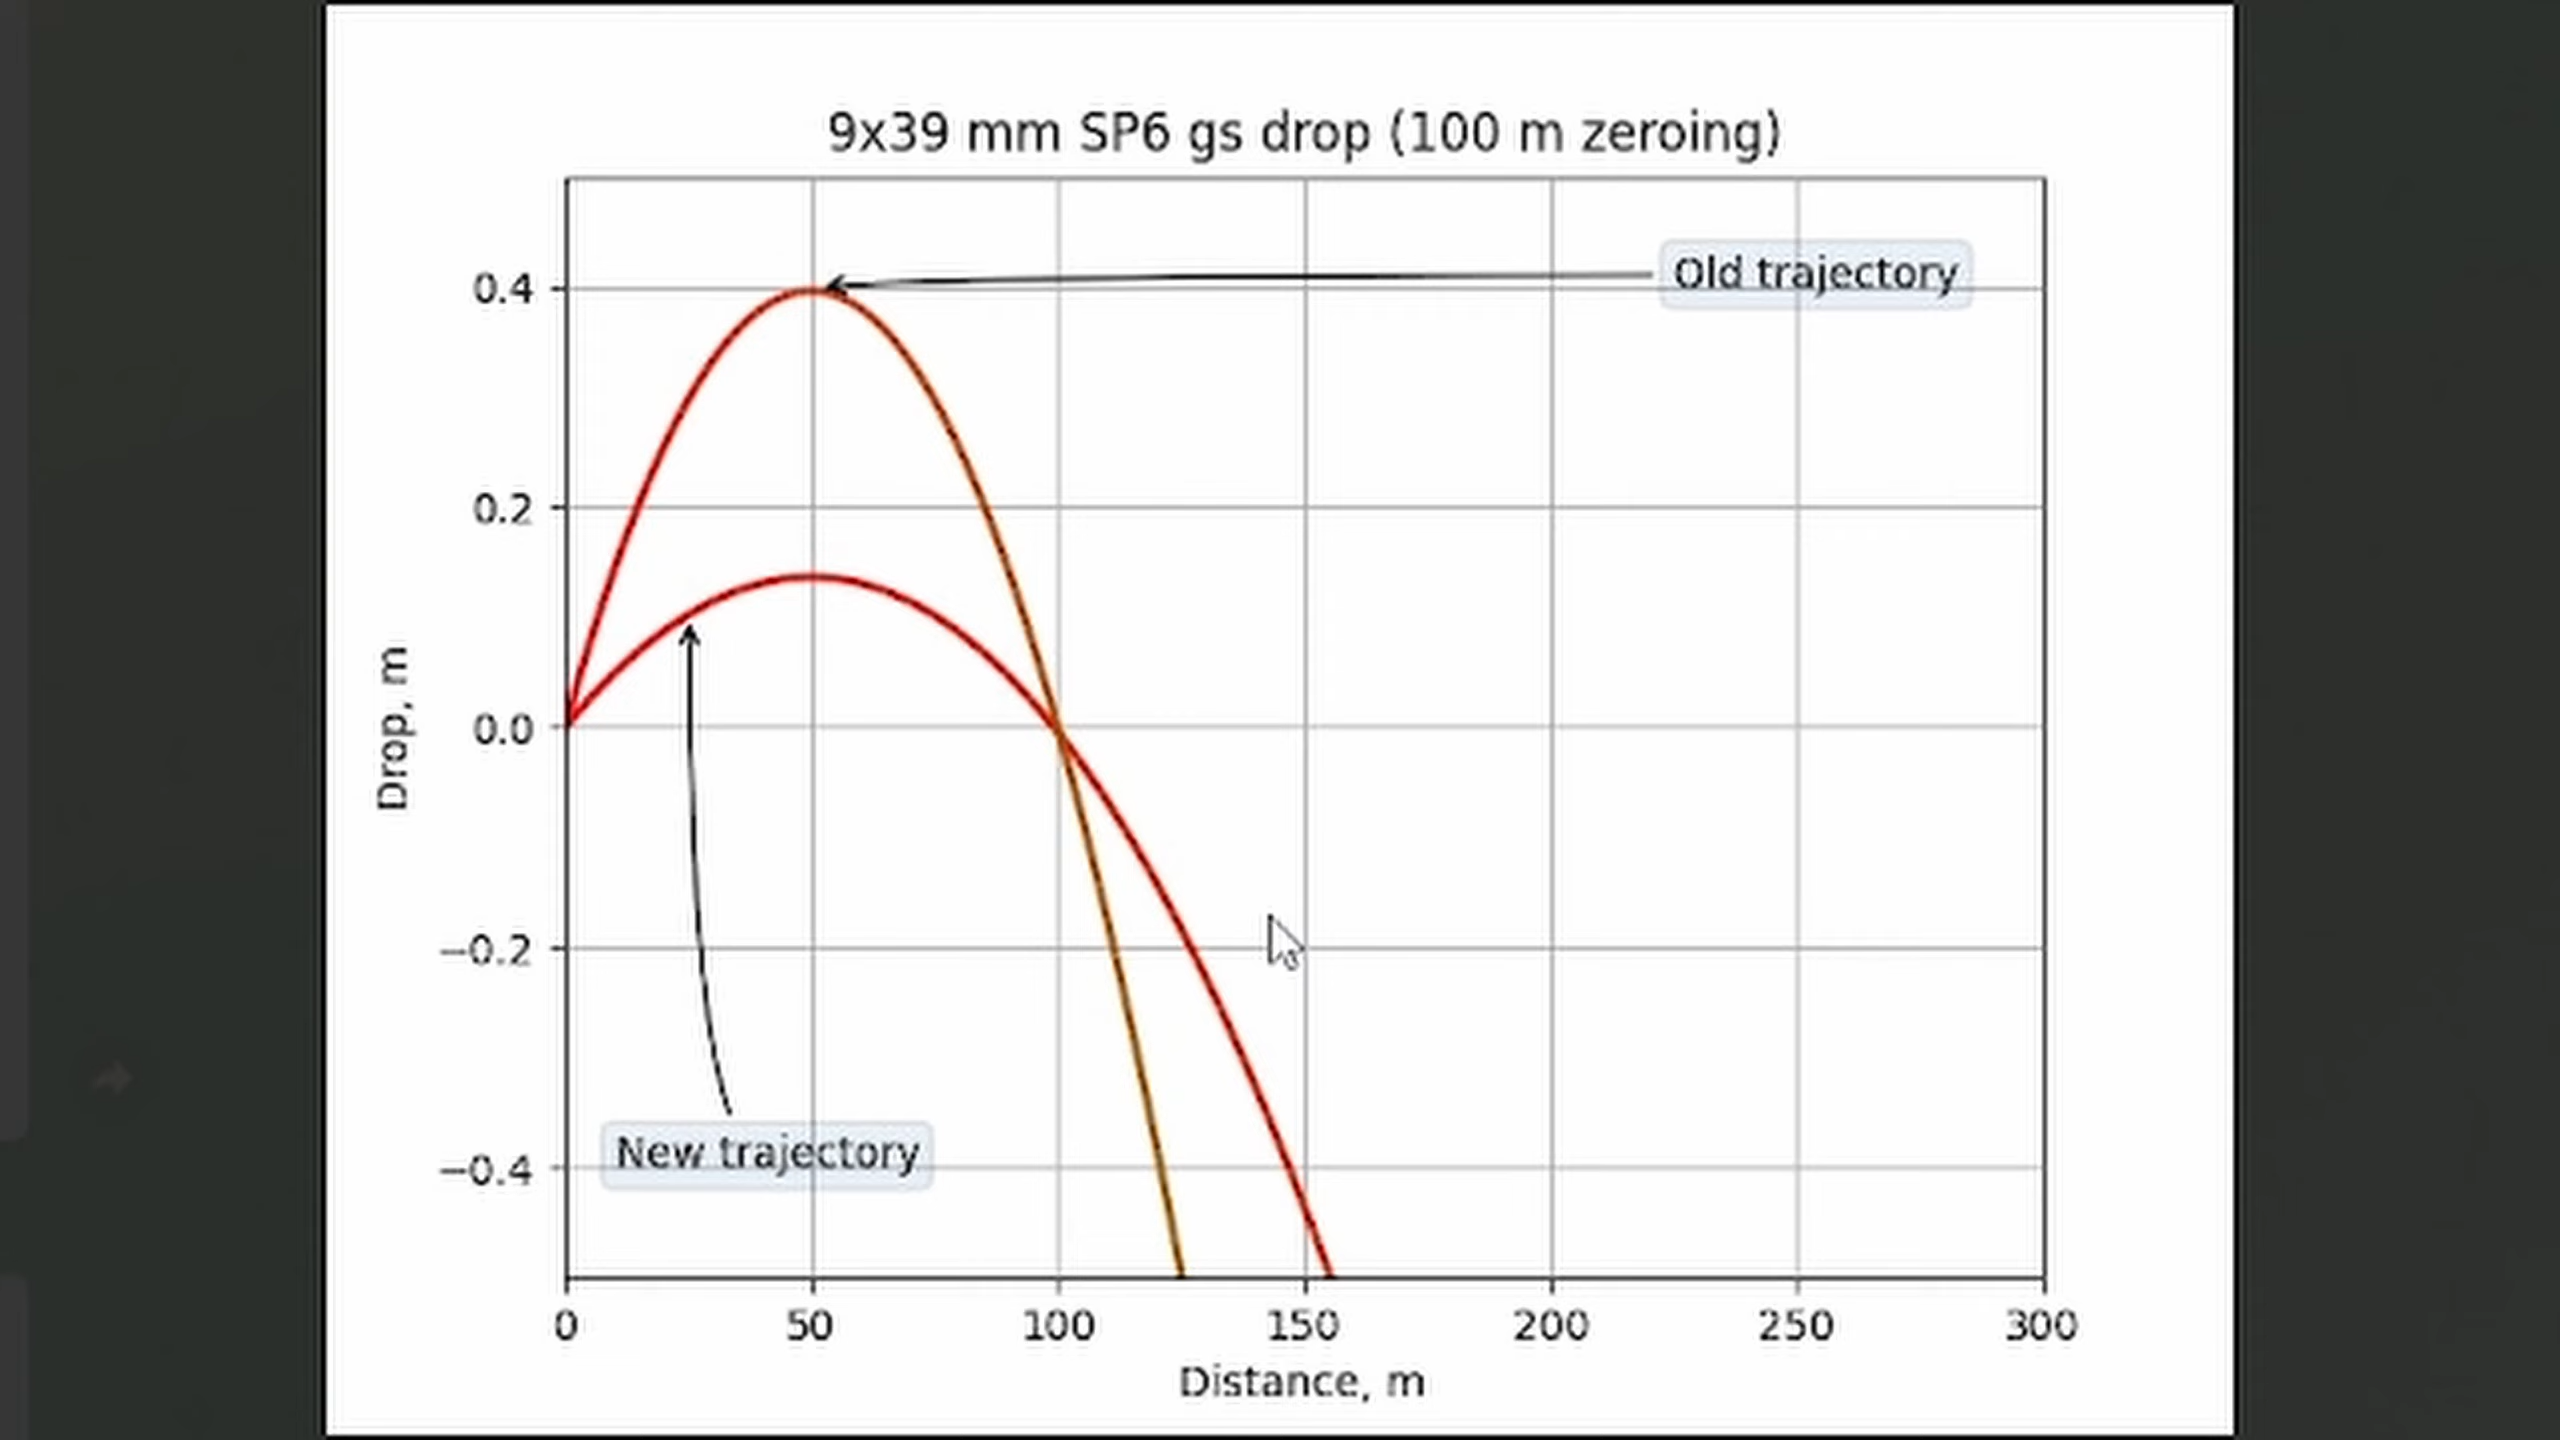 9x39 mm SP6 gs drop (100 m zeroing)
Old trajectory
0.4
0.2
0.0
−0.2
−0.4
Drop, m
New trajectory
0 50 100 150 200 250 300
Distance, m